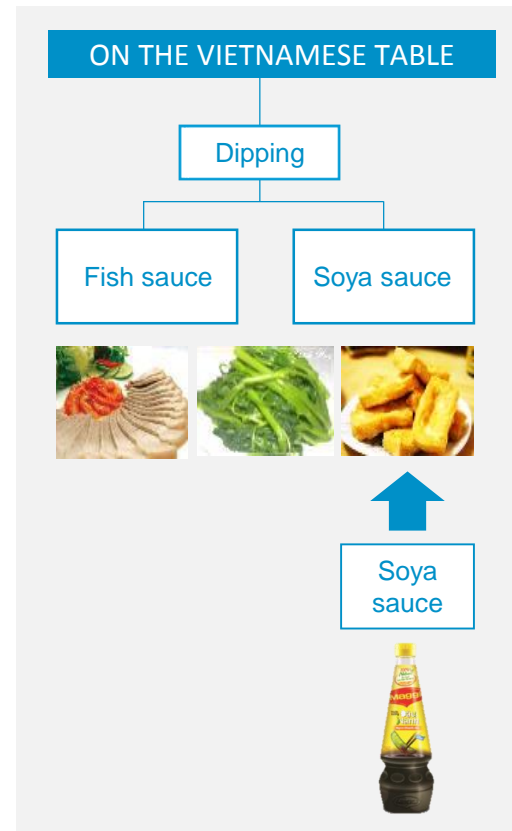 ON THE VIETNAMESE TABLE
Dipping
Fish sauce
Soya sauce
Soya
sauce
MAGGI